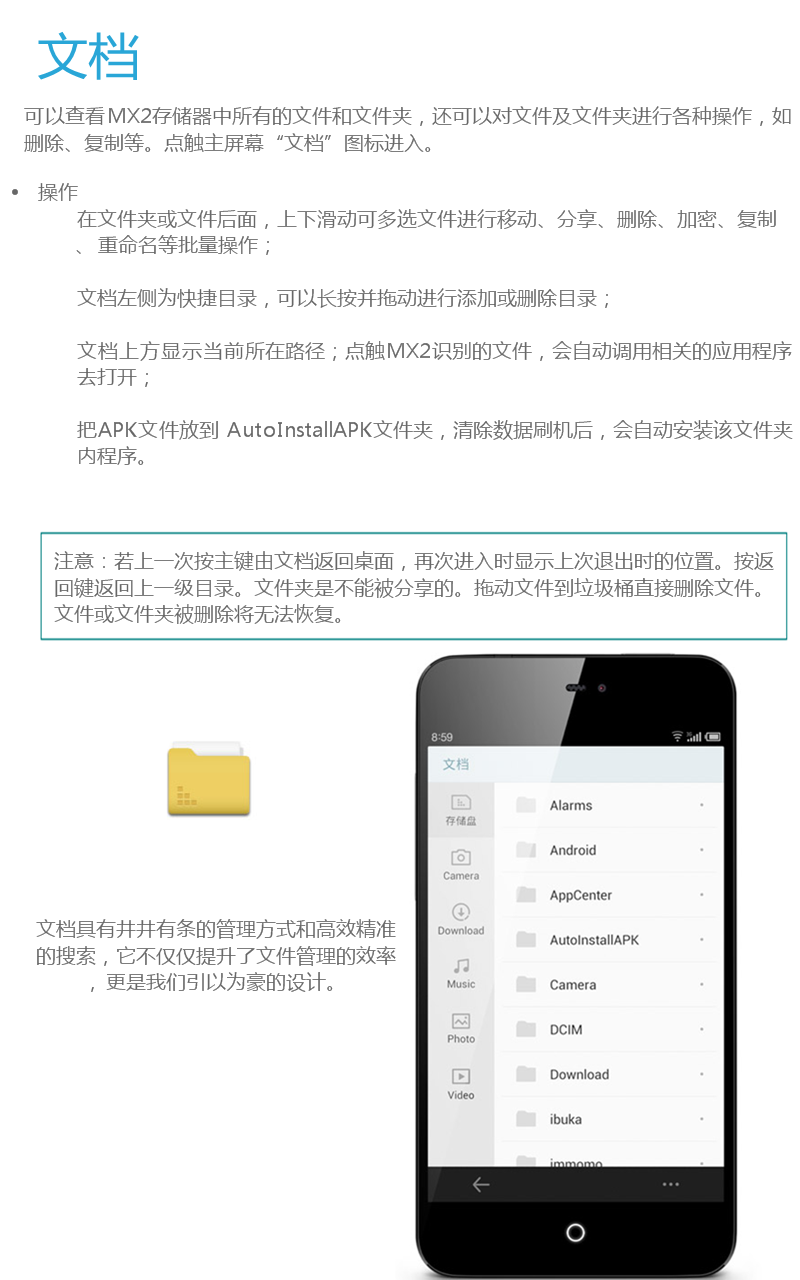 文档
可以查看MX2存储器中所有的文件和文件夹，还可以对文件及文件夹进行各种操作，如
删除、复制等。点触主屏幕“文档”图标进入。
• 操作
在文件夹或文件后面，上下滑动可多选文件进行移动、分享、删除、加密、复制
、重命名等批量操作；
文档左侧为快捷目录，可以长按并拖动进行添加或删除目录；
文档上方显示当前所在路径；点触MX2识别的文件，会自动调用相关的应用程序
去打开；
把APK文件放到 AutoInstallAPK文件夹，清除数据刷机后，会自动安装该文件夹
内程序。
注意：若上一次按主键由文档返回桌面，再次进入时显示上次退出时的位置。按返
回键返回上一级目录。文件夹是不能被分享的。拖动文件到垃圾桶直接删除文件。
文件或文件夹被删除将无法恢复。
文档具有井井有条的管理方式和高效精准
的搜索，它不仅仅提升了文件管理的效率
，更是我们引以为豪的设计。
8:59
文档
存储盘
Camera
Download
Music
Photo
Video
Alarms
Android
AppCenter
AutoInstallAPK
Camera
DCIM
Download
ibuka
immomo